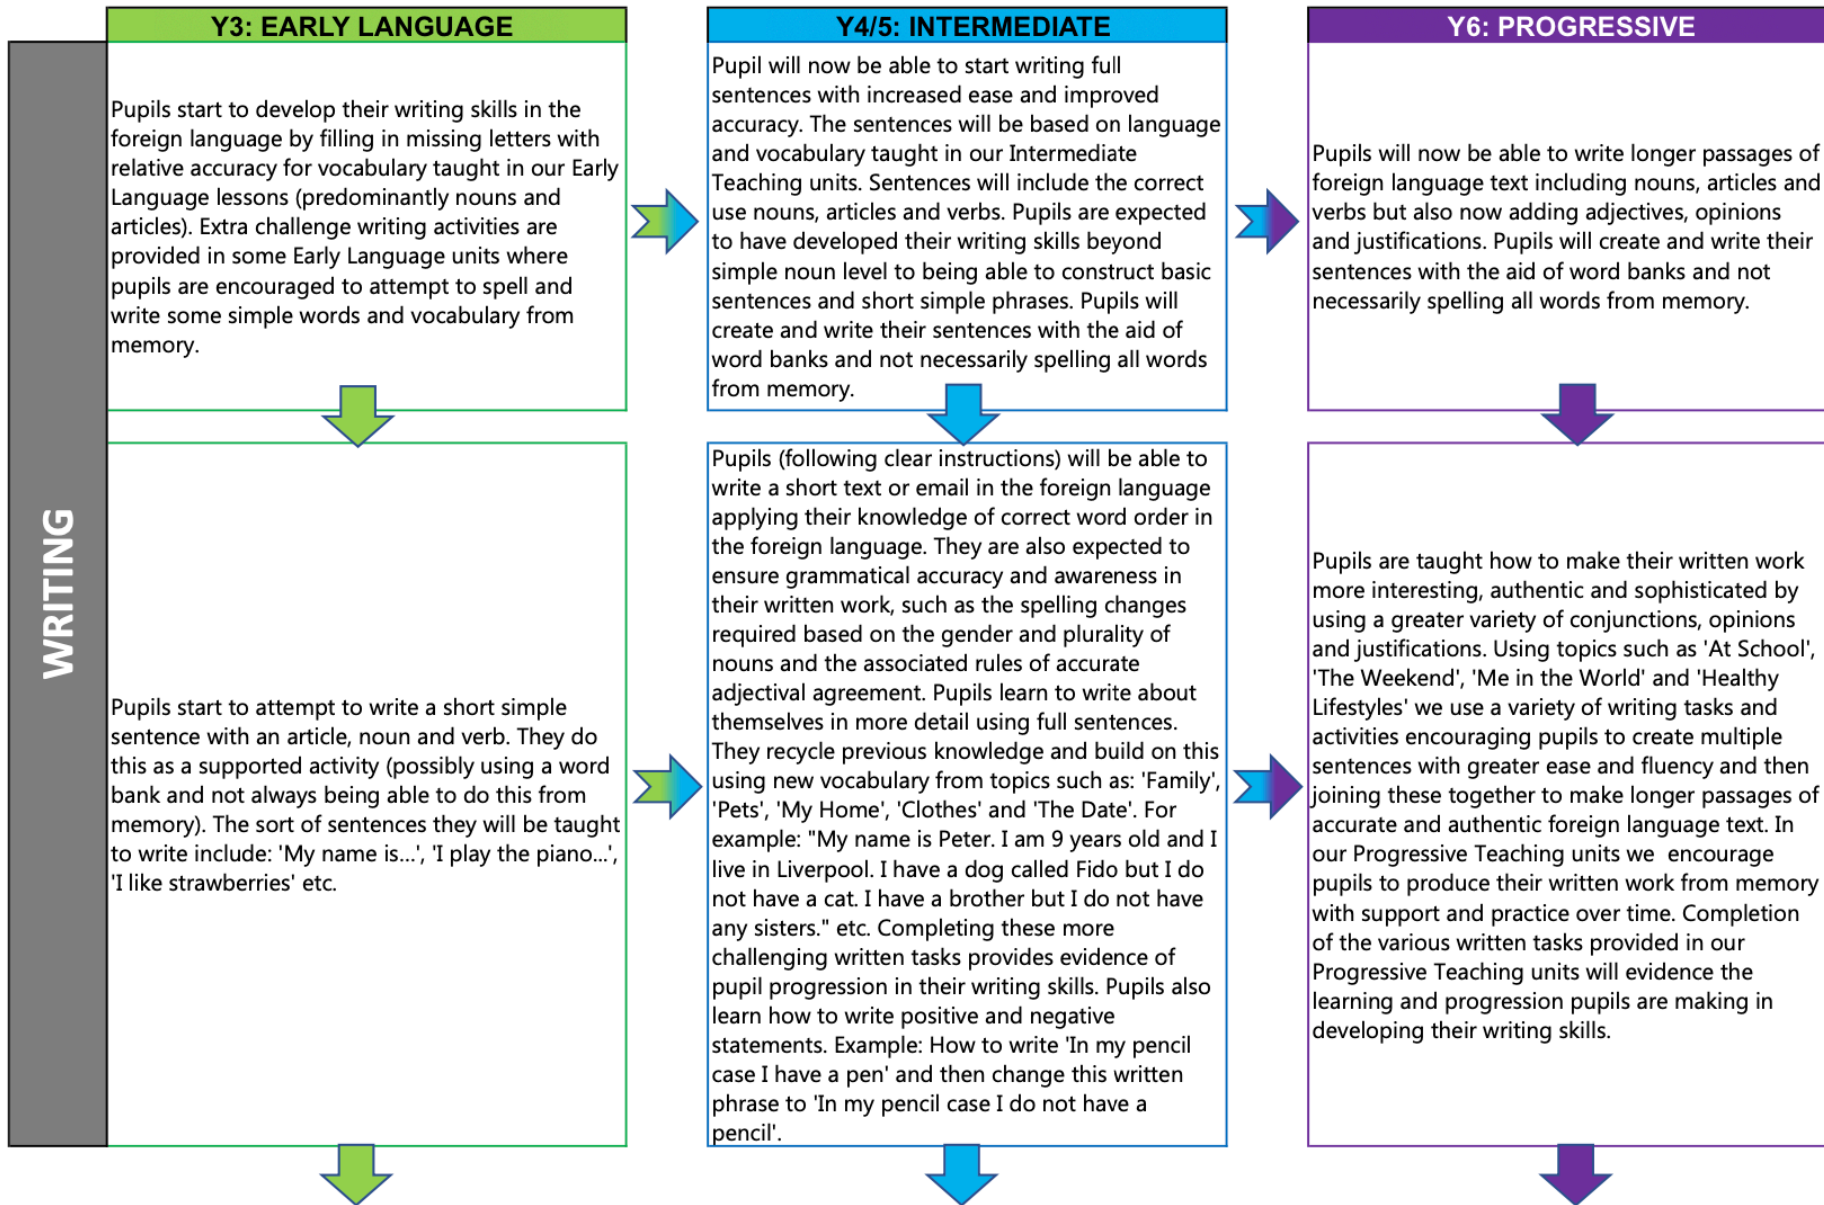 Y3: EARLY LANGUAGE
Y4/5: INTERMEDIATE
Y6: PROGRESSIVE
WRITING
Pupils start to develop their writing skills in the
foreign language by filling in missing letters with
relative accuracy for vocabulary taught in our Early
Language lessons (predominantly nouns and
articles). Extra challenge writing activities are
provided in some Early Language units where
pupils are encouraged to attempt to spell and
write some simple words and vocabulary from
memory.
Pupil will now be able to start writing full
sentences with increased ease and improved
accuracy. The sentences will be based on language
and vocabulary taught in our Intermediate
Teaching units. Sentences will include the correct
use nouns, articles and verbs. Pupils are expected
to have developed their writing skills beyond
simple noun level to being able to construct basic
sentences and short simple phrases. Pupils will
create and write their sentences with the aid of
word banks and not necessarily spelling all words
from memory.
Pupils will now be able to write longer passages of
foreign language text including nouns, articles and
verbs but also now adding adjectives, opinions
and justifications. Pupils will create and write their
sentences with the aid of word banks and not
necessarily spelling all words from memory.
Pupils start to attempt to write a short simple
sentence with an article, noun and verb. They do
this as a supported activity (possibly using a word
bank and not always being able to do this from
memory). The sort of sentences they will be taught
to write include: 'My name is...', 'I play the piano...',
'I like strawberries' etc.
Pupils (following clear instructions) will be able to
write a short text or email in the foreign language
applying their knowledge of correct word order in
the foreign language. They are also expected to
ensure grammatical accuracy and awareness in
their written work, such as the spelling changes
required based on the gender and plurality of
nouns and the associated rules of accurate
adjectival agreement. Pupils learn to write about
themselves in more detail using full sentences.
They recycle previous knowledge and build on this
using new vocabulary from topics such as: 'Family',
'Pets', 'My Home', 'Clothes' and 'The Date'. For
example: "My name is Peter. I am 9 years old and I
live in Liverpool. I have a dog called Fido but I do
not have a cat. I have a brother but I do not have
any sisters." etc. Completing these more
challenging written tasks provides evidence of
pupil progression in their writing skills. Pupils also
learn how to write positive and negative
statements. Example: How to write 'In my pencil
case I have a pen' and then change this written
phrase to 'In my pencil case I do not have a
pencil'.
Pupils are taught how to make their written work
more interesting, authentic and sophisticated by
using a greater variety of conjunctions, opinions
and justifications. Using topics such as 'At School',
'The Weekend', 'Me in the World' and 'Healthy
Lifestyles' we use a variety of writing tasks and
activities encouraging pupils to create multiple
sentences with greater ease and fluency and then
joining these together to make longer passages of
accurate and authentic foreign language text. In
our Progressive Teaching units we encourage
pupils to produce their written work from memory
with support and practice over time. Completion
of the various written tasks provided in our
Progressive Teaching units will evidence the
learning and progression pupils are making in
developing their writing skills.